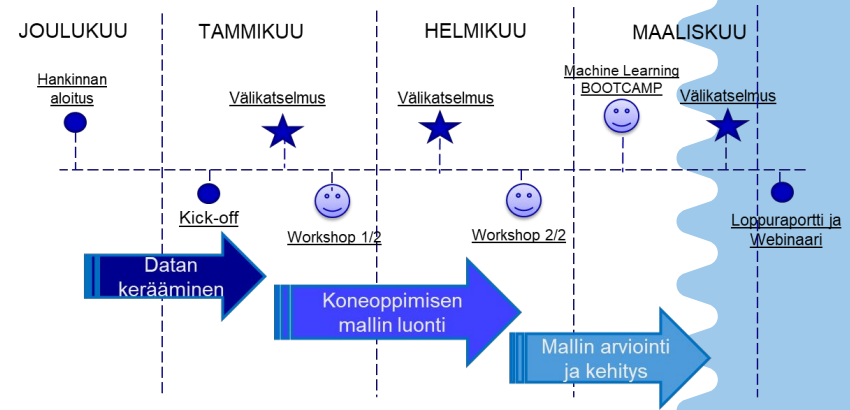 JOULUKUU
TAMMIKUU
HELMIKUU
MAALISKUU
Hankinnan
aloitus
Välikatselmus
Välikatselmus
Machine Learning
BOOTCAMP
Välikatselmus
Kick-off
Workshop 1/2
Workshop 2/2
Loppuraportti ja
Webinaari
Datan
kerääminen
Koneoppimisen
mallin luonti
Mallin arviointi
ja kehitys